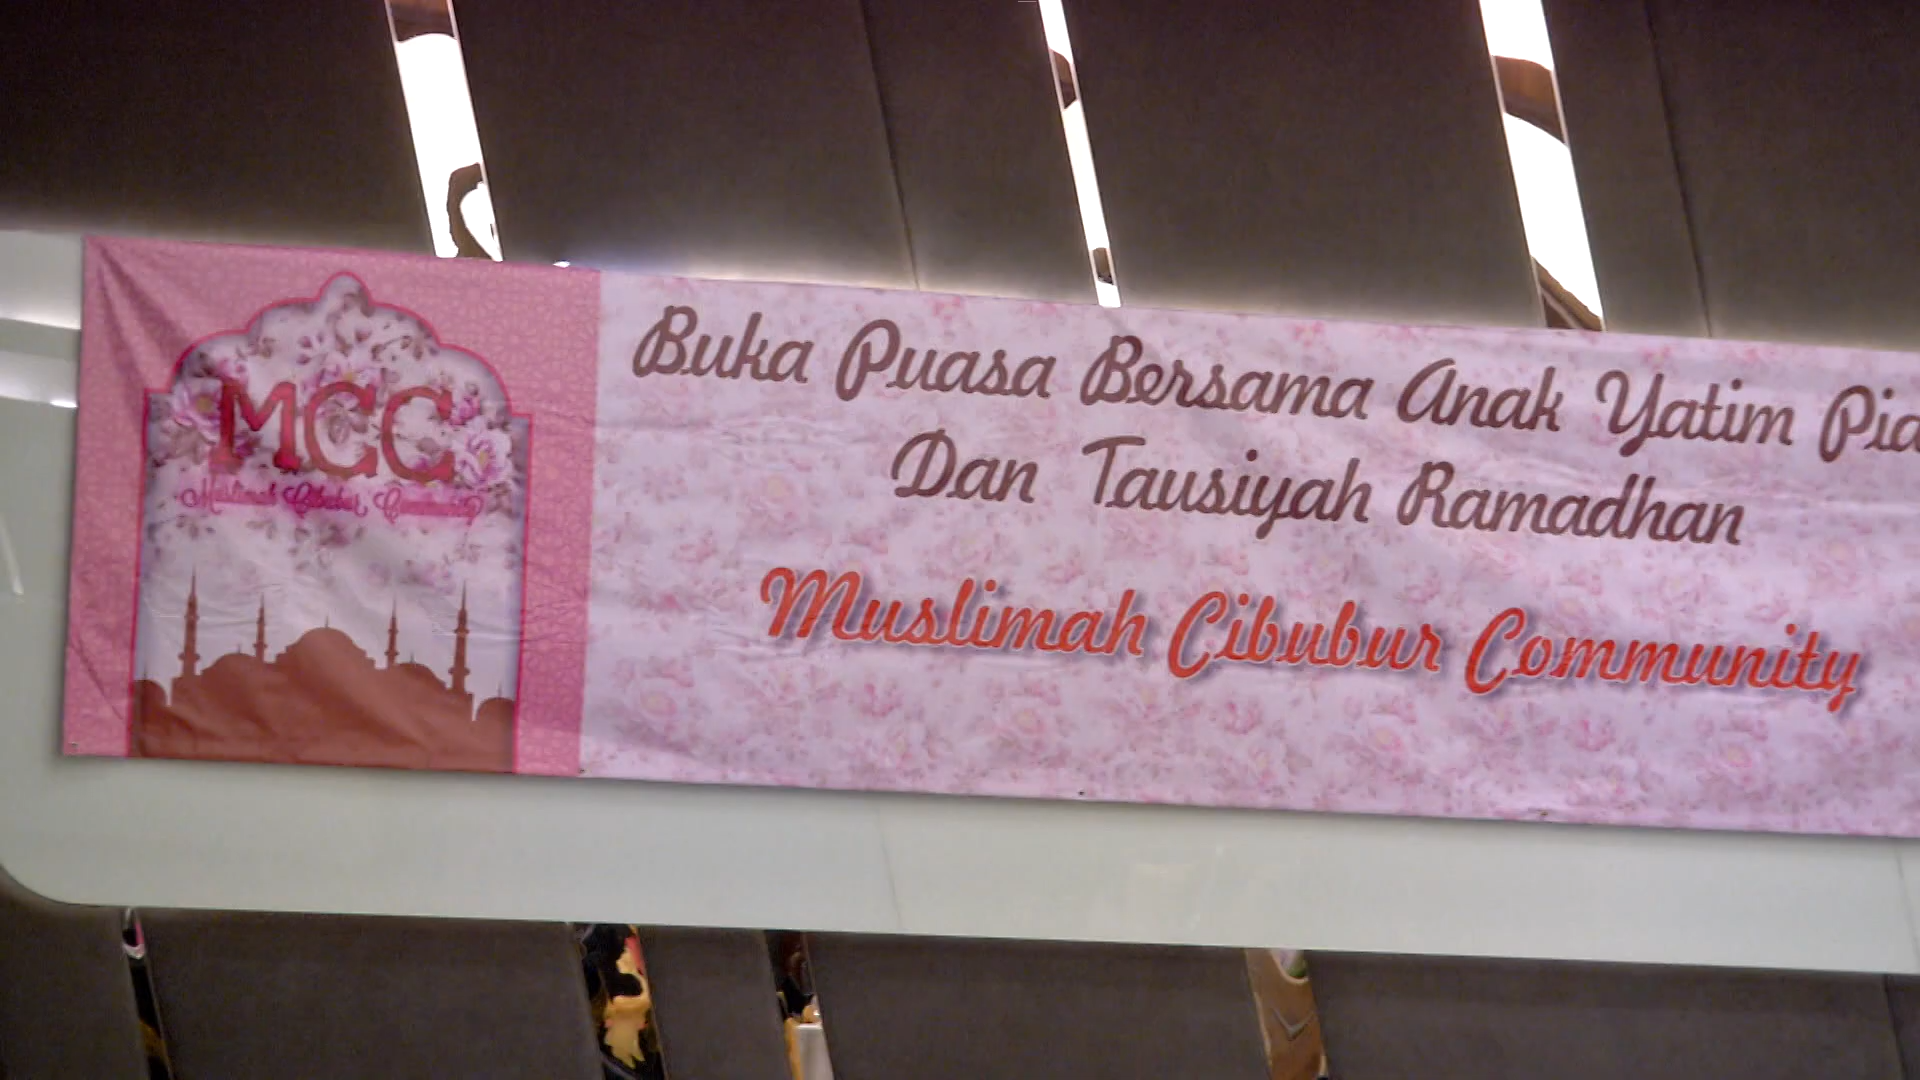 MCC
Muslimah Cibubur Community
Buka Puasa Bersama Anak Yatim
Dan Tausiyah Ramadhan
Muslimah Cibubur Community